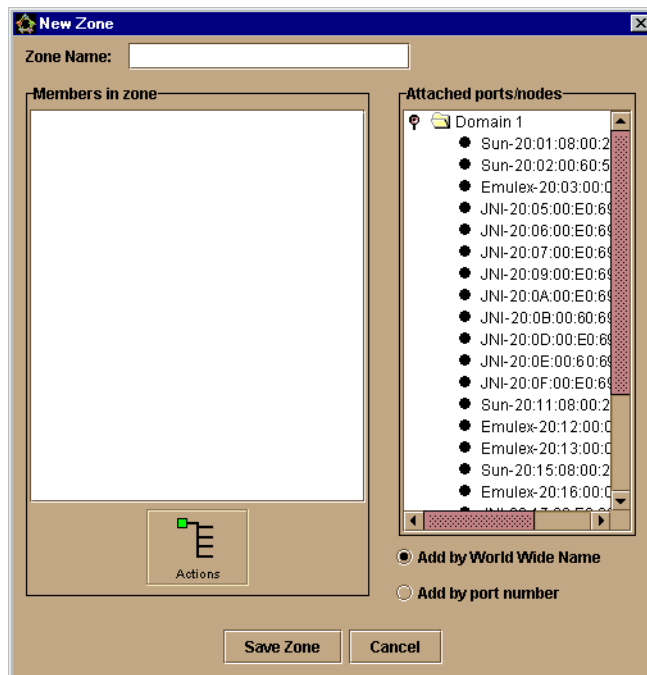 New Zone
Zone Name:
Members in zone
Actions
Attached ports/nodes
Domain 1
Sun-20:01:08:00:2
Sun-20:02:00:60:5
Emulex-20:03:00:0
JNI-20:05:00:E0:69
JNI-20:06:00:E0:69
JNI-20:07:00:E0:69
JNI-20:09:00:E0:69
JNI-20:0A:00:E0:69
JNI-20:0B:00:60:69
JNI-20:0D:00:E0:69
JNI-20:0E:00:60:69
JNI-20:0F:00:E0:69
Sun-20:11:08:00:2
Emulex-20:12:00:0
Emulex-20:13:00:0
Sun-20:15:08:00:2
Emulex-20:16:00:0
Add by World Wide Name
Add by port number
Save Zone Cancel